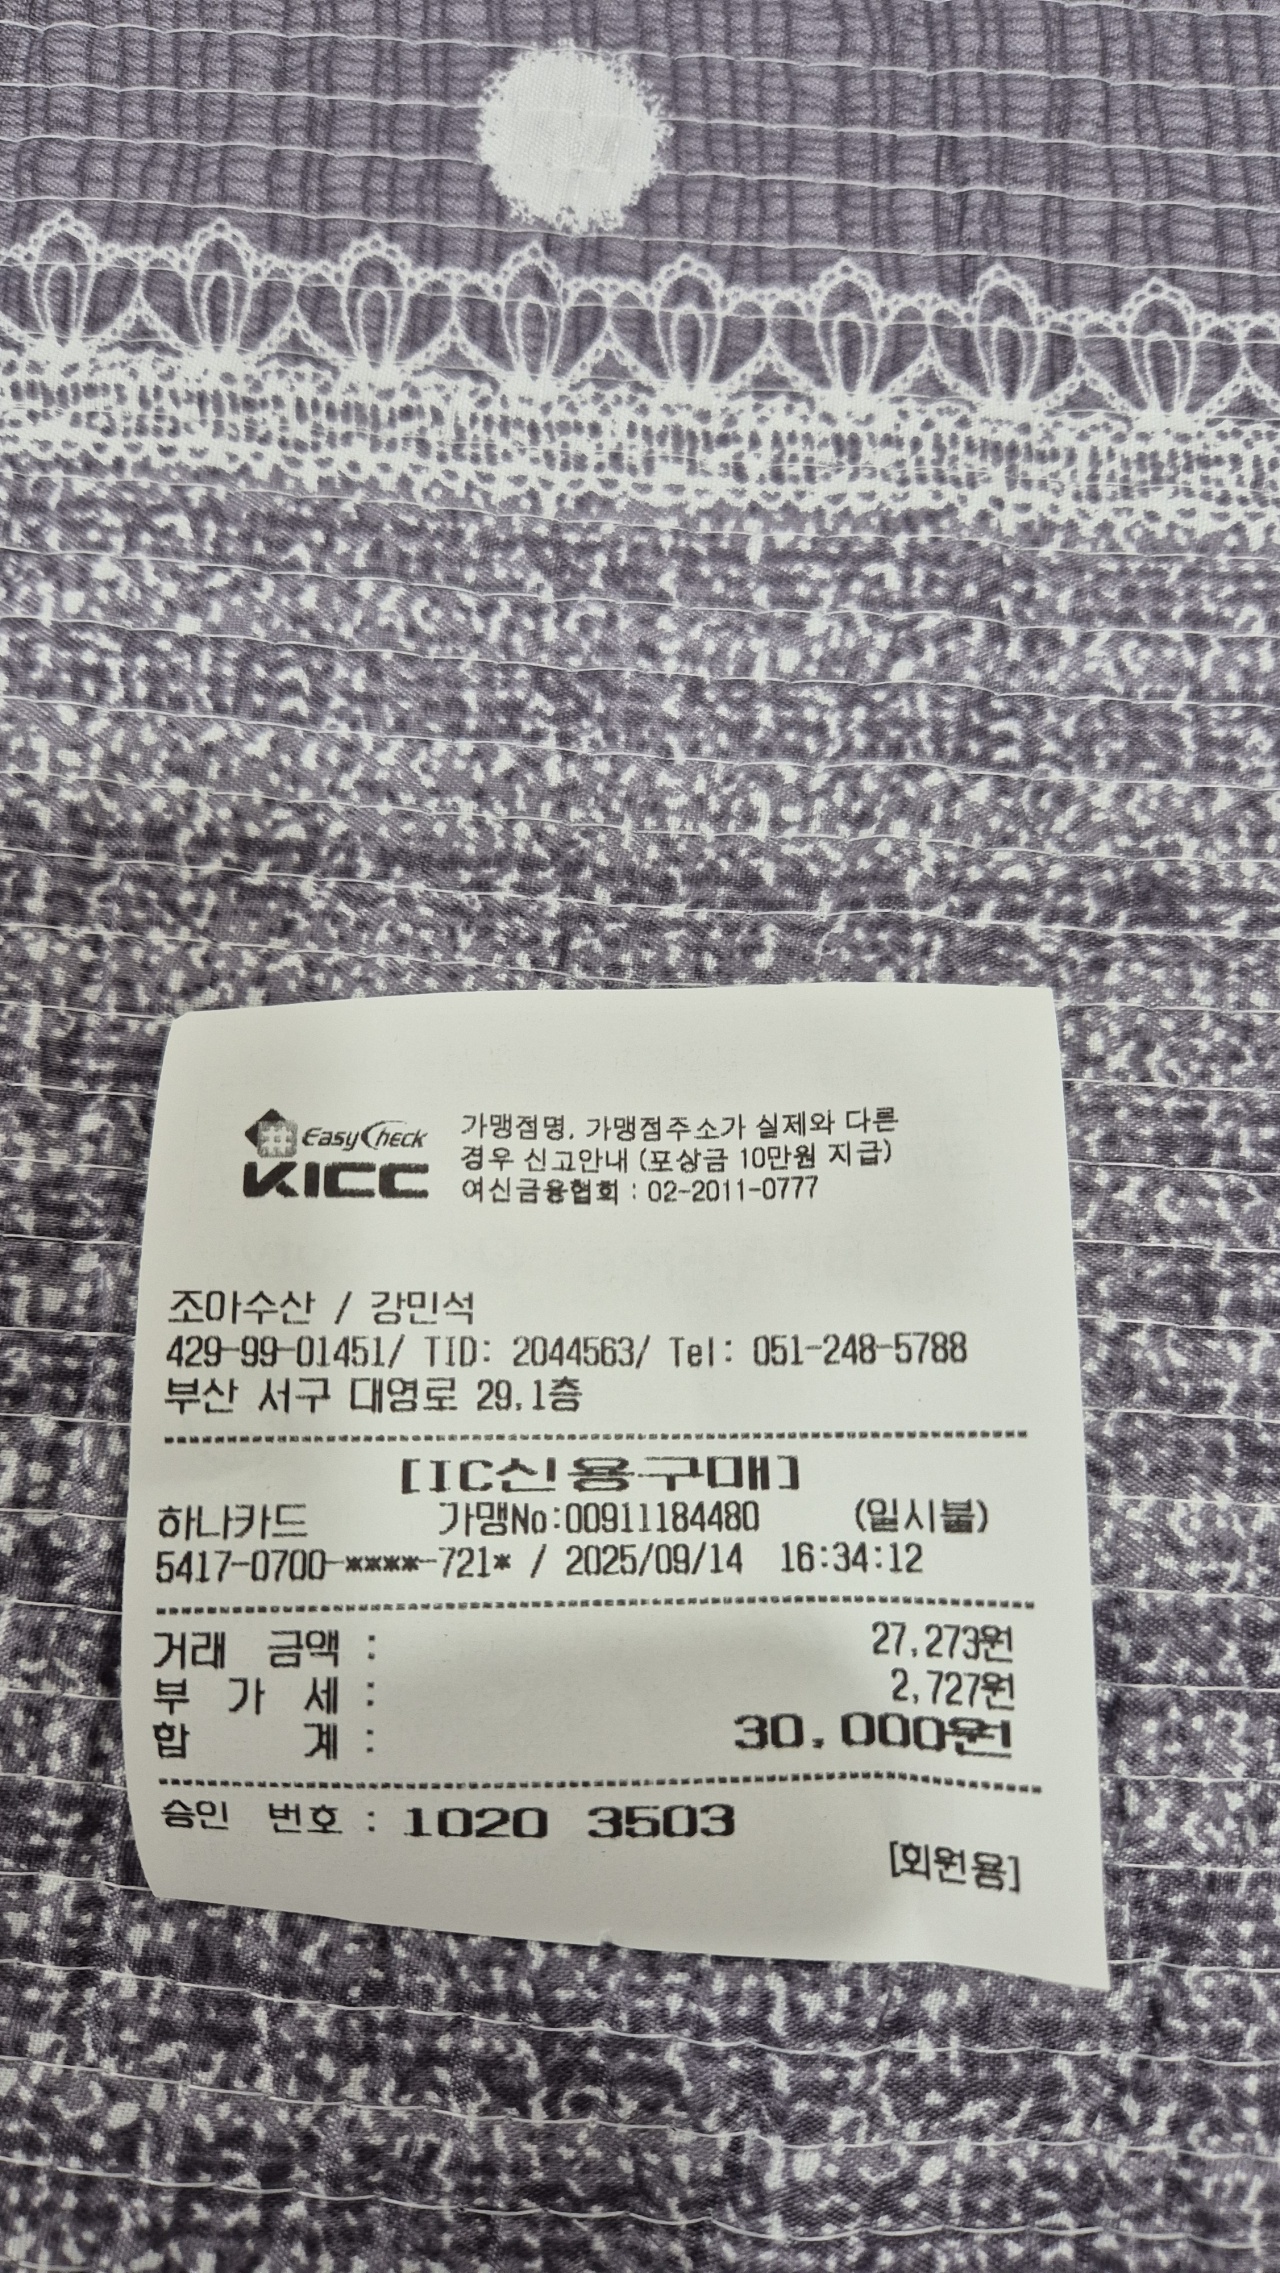 EasyCheck
KICC
가맹점명, 가맹점주소가 실제와 다른
경우 신고안내 (포상금 10만원 지급)
여신금융협회 : 02-2011-0777
조아수산 / 강민석
429-99-01451/ TID: 2044563/ Tel: 051-248-5788
부산 서구 대영로 29,1층
[IC신용구매]
하나카드 가맹No:00911184480 (일시불)
5417-0700-****-721* / 2025/09/14 16:34:12
거래 금액 : 27,273원
부 가 세 : 2,727원
합 계 : 30,000원
승인 번호 : 1020 3503
[회원용]